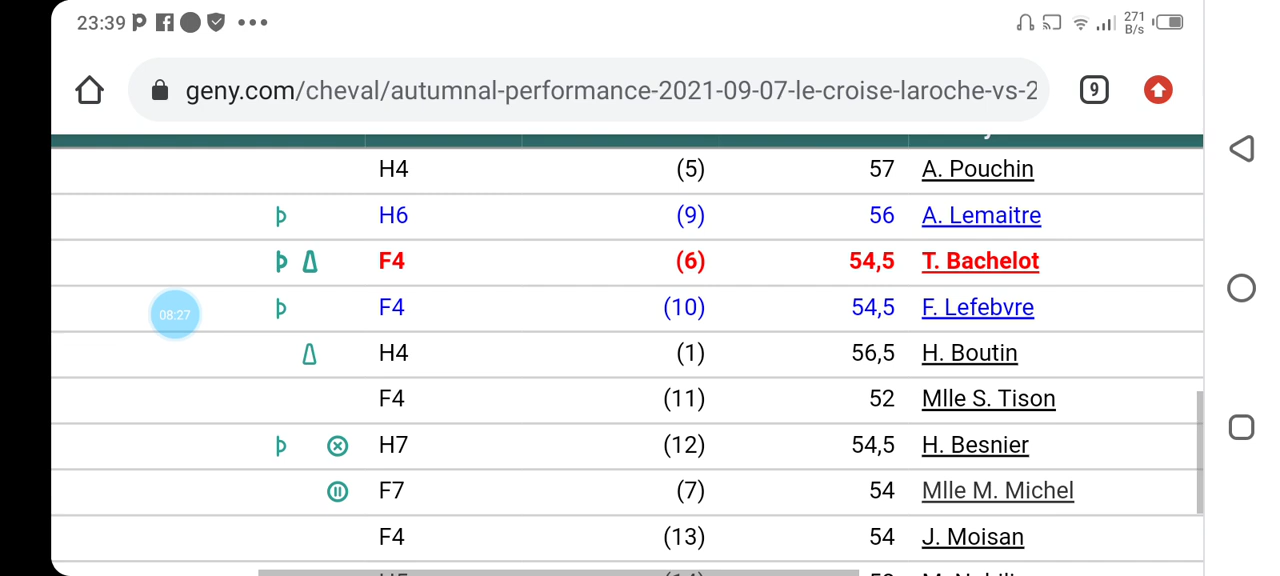 23:39
271
B/s
geny.com/cheval/autumnal-performance-2021-09-07-le-croise-laroche-vs-2
9
H4 (5) 57 A. Pouchin
H6 (9) 56 A. Lemaitre
F4 (6) 54,5 T. Bachelot
08:27
F4 (10) 54,5 F. Lefebvre
H4 (1) 56,5 H. Boutin
F4 (11) 52 Mlle S. Tison
H7 (12) 54,5 H. Besnier
F7 (7) 54 Mlle M. Michel
F4 (13) 54 J. Moisan